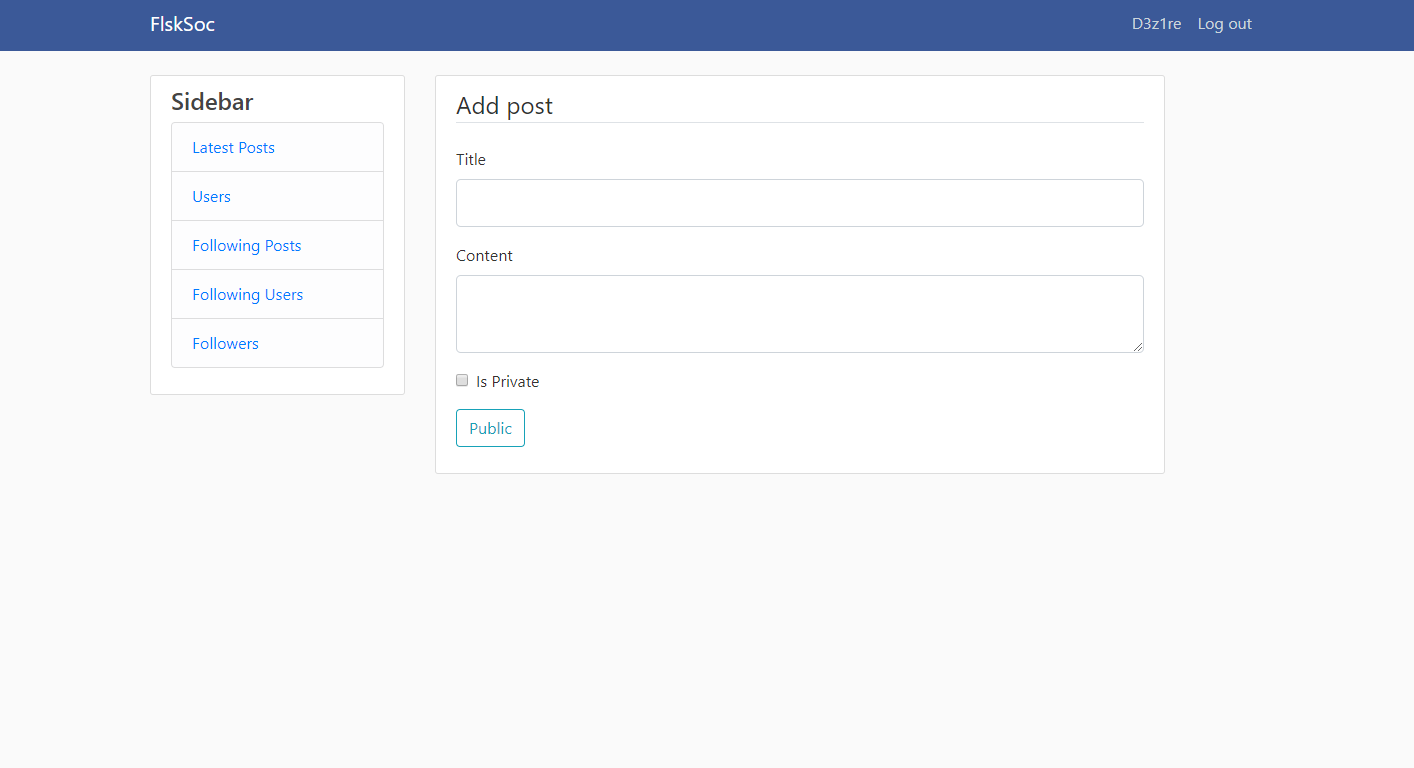 FlskSoc
D3z1re Log out
Sidebar
Latest Posts
Users
Following Posts
Following Users
Followers
Add post
Title
Content
Is Private
Public